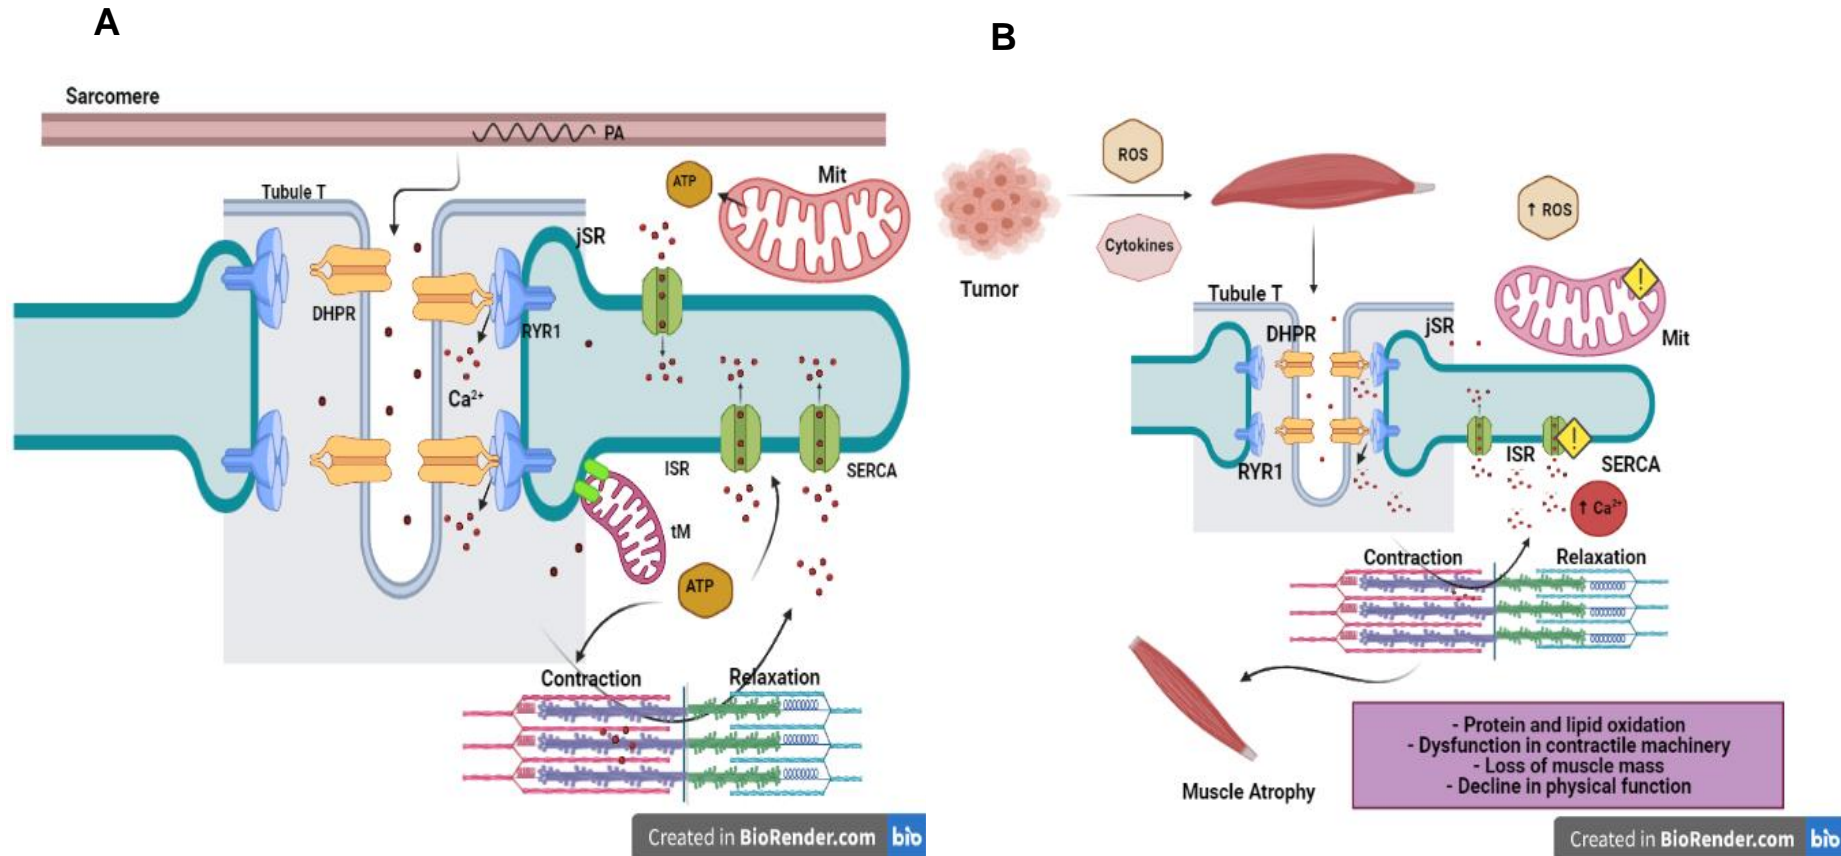 A
Sarcomere
PA
Tubule T
ATP
Mit
jSR
DHPR
RYR1
Ca²⁺
ISR
SERCA
tM
ATP
Contraction
Relaxation
Created in BioRender.com bio
B
ROS
Cytokines
Tumor
↑ ROS
Tubule T
DHPR
jSR
Mit
RYR1
ISR
SERCA
↑ Ca²⁺
Contraction
Relaxation
Muscle Atrophy
- Protein and lipid oxidation
- Dysfunction in contractile machinery
- Loss of muscle mass
- Decline in physical function
Created in BioRender.com bio